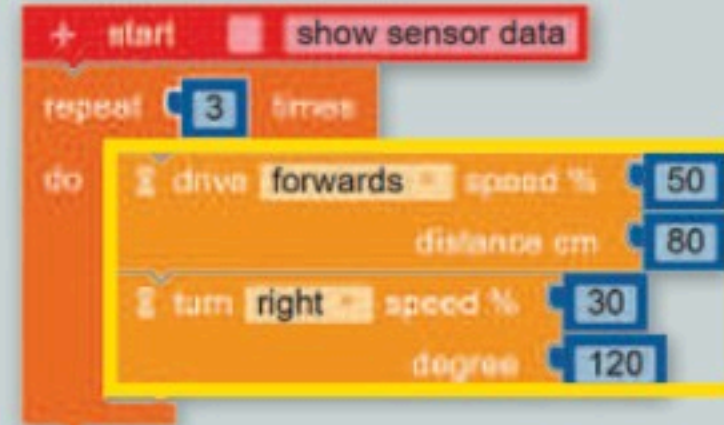 + start show sensor data
repeat 3 times
do drive forwards speed % 50
distance cm 80
turn right speed % 30
degree 120